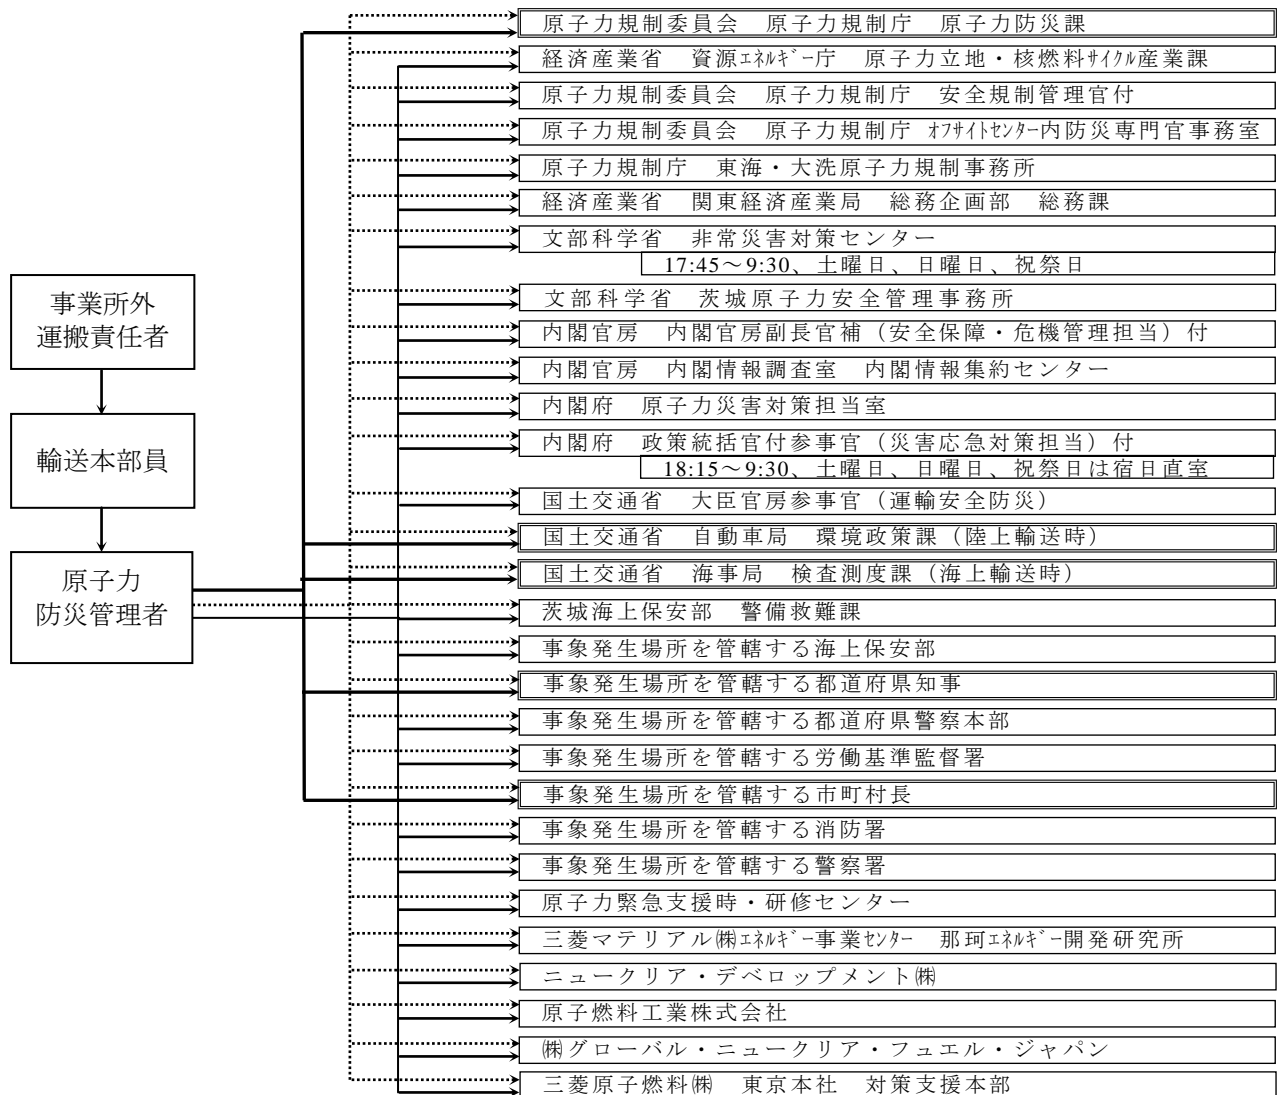 原子力規制委員会　原子力規制庁　原子力防災課
経済産業省　資源ｴﾈﾙｷﾞｰ庁　原子力立地・核燃料ｻｲｸﾙ産業課
原子力規制委員会　原子力規制庁　安全規制管理官付
原子力規制委員会　原子力規制庁　ｵﾌｻｲﾄｾﾝﾀｰ内防災専門官事務室
原子力規制庁　東海・大洗原子力規制事務所
経済産業省　関東経済産業局　総務企画部　総務課
文部科学省　非常災害対策センター
17:45～9:30、土曜日、日曜日、祝祭日
文部科学省　茨城原子力安全管理事務所
内閣官房　内閣官房副長官補（安全保障・危機管理担当）付
内閣官房　内閣情報調査室　内閣情報集約センター
内閣府　原子力災害対策担当室
内閣府　政策統括官付参事官（災害応急対策担当）付
18:15～9:30、土曜日、日曜日、祝祭日は宿日直室
国土交通省　大臣官房参事官（運輸安全防災）
国土交通省　自動車局　環境政策課（陸上輸送時）
国土交通省　海事局　検査測度課（海上輸送時）
茨城海上保安部　警備救難課
事象発生場所を管轄する海上保安部
事象発生場所を管轄する都道府県知事
事象発生場所を管轄する都道府県警察本部
事象発生場所を管轄する労働基準監督署
事象発生場所を管轄する市町村長
事象発生場所を管轄する消防署
事象発生場所を管轄する警察署
原子力緊急支援時・研修センター
三菱マテリアル㈱ｴﾈﾙｷﾞｰ事業ｾﾝﾀｰ　那珂ｴﾈﾙｷﾞｰ開発研究所
ニュークリア・デベロップメント㈱
原子燃料工業株式会社
㈱グローバル・ニュークリア・フュエル・ジャパン
三菱原子燃料㈱　東京本社　対策支援本部
事業所外
運搬責任者
輸送本部員
原子力
防災管理者